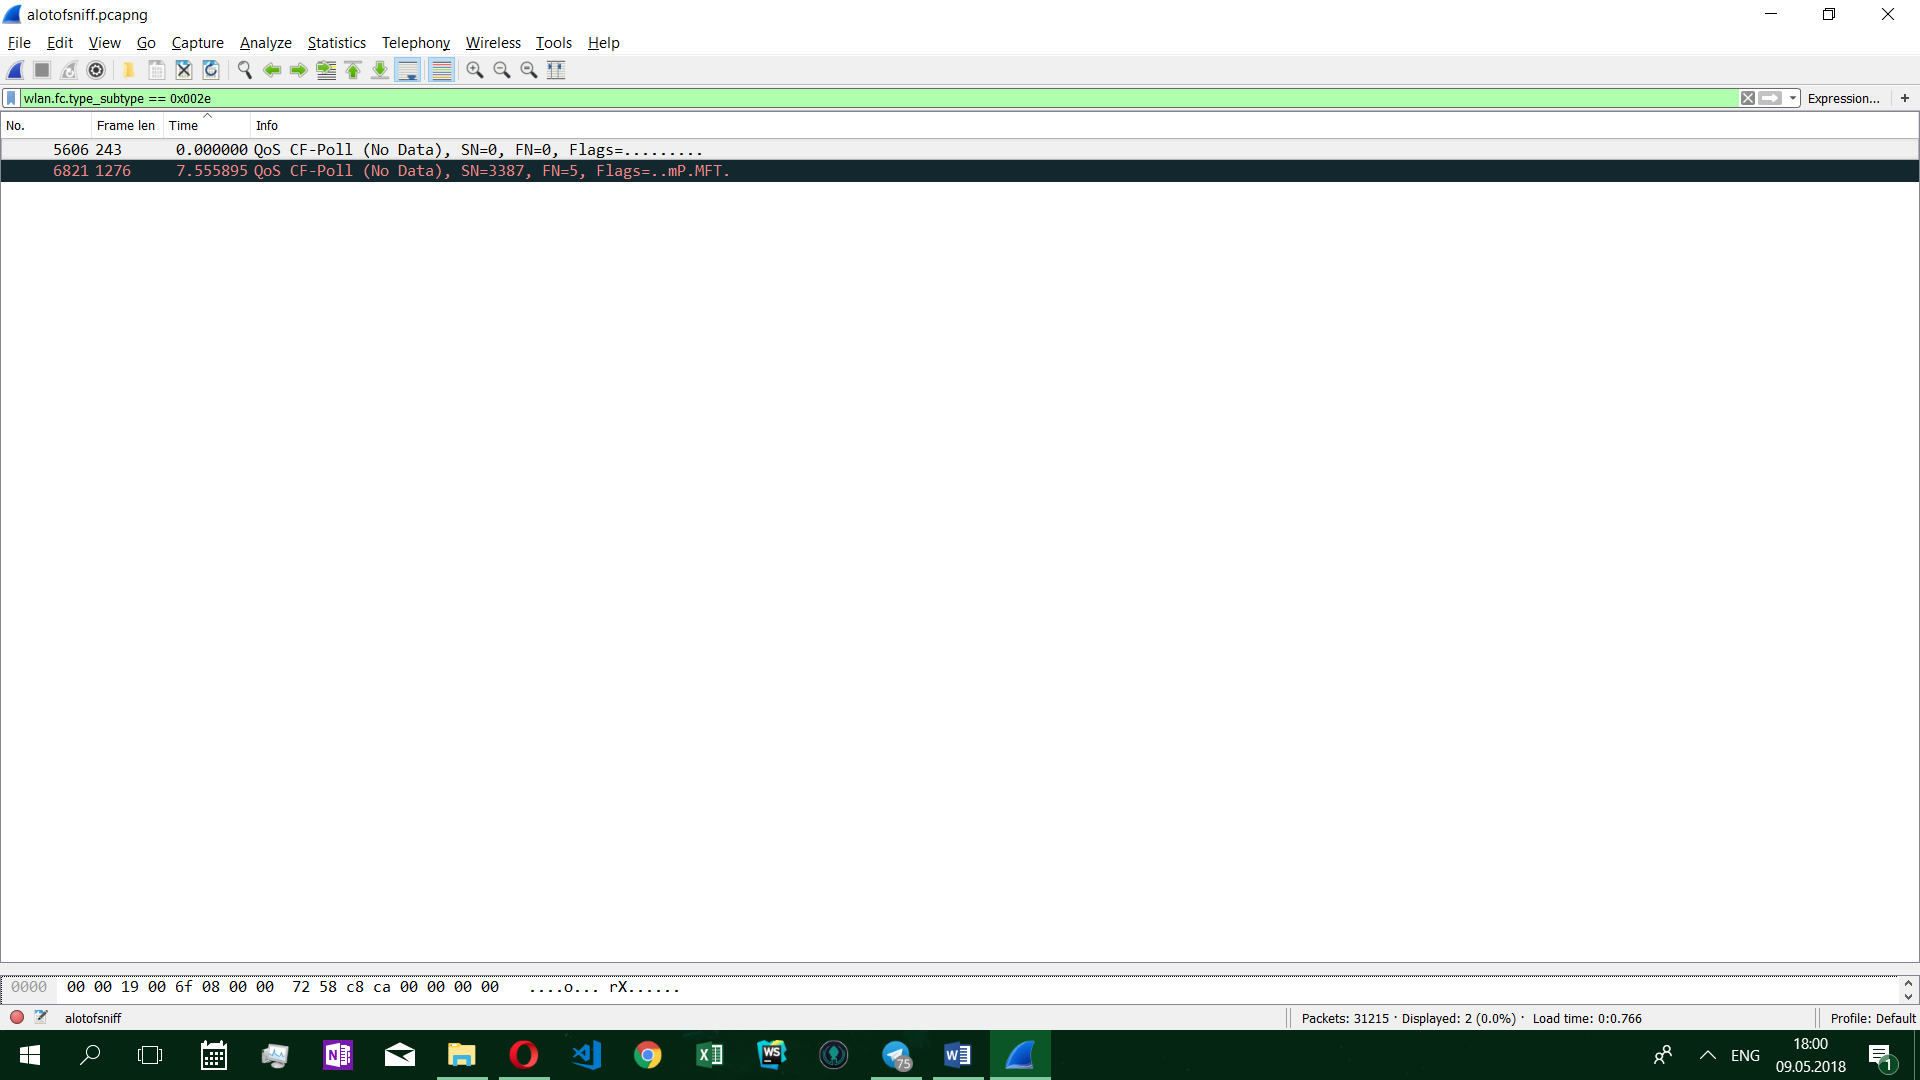 alotofsniff.pcapng
File Edit View Go Capture Analyze Statistics Telephony Wireless Tools Help
wlan.fc.type_subtype == 0x002e Expression... +
No. Frame len Time Info
5606 243 0.000000 QoS CF-Poll (No Data), SN=0, FN=0, Flags=.........
6821 1276 7.555895 QoS CF-Poll (No Data), SN=3387, FN=5, Flags=..mP.MFT.
0000 00 00 19 00 6f 08 00 00 72 58 c8 ca 00 00 00 00 ....o... rX......
alotofsniff Packets: 31215 · Displayed: 2 (0.0%) · Load time: 0:0.766 Profile: Default
N WS 75 W ENG 18:00
09.05.2018 1